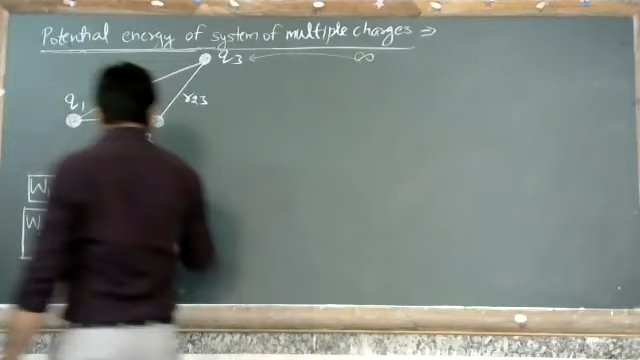 Potential energy of system of multiple charges ⇒
q3 ∞
q1 r23
W
W